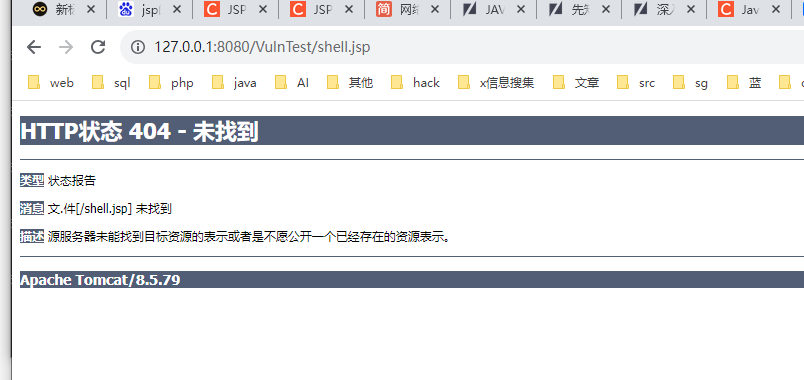 新 jsp JSP JSP 网络 JAV 先知 深入 Jav
127.0.0.1:8080/VulnTest/shell.jsp
web sql php java AI 其他 hack x信息搜集 文章 src sg 蓝
HTTP状态 404 - 未找到
类型 状态报告
消息 文.件[/shell.jsp] 未找到
描述 源服务器未能找到目标资源的表示或者是不愿公开一个已经存在的资源表示。
Apache Tomcat/8.5.79